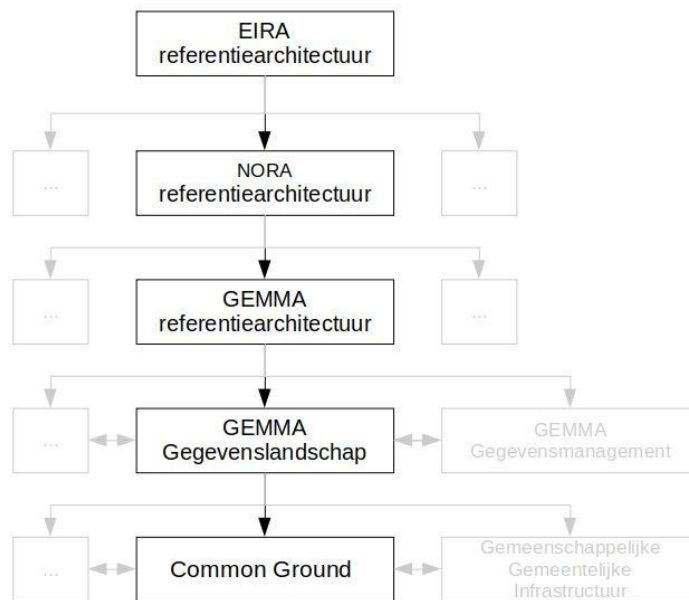 EIRA
referentiearchitectuur
...
NORA
referentiearchitectuur
...
...
GEMMA
referentiearchitectuur
...
...
GEMMA
Gegevenslandschap
GEMMA
Gegevensmanagement
...
Common Ground
Gemeenschappelijke
Gemeentelijke
Infrastructuur